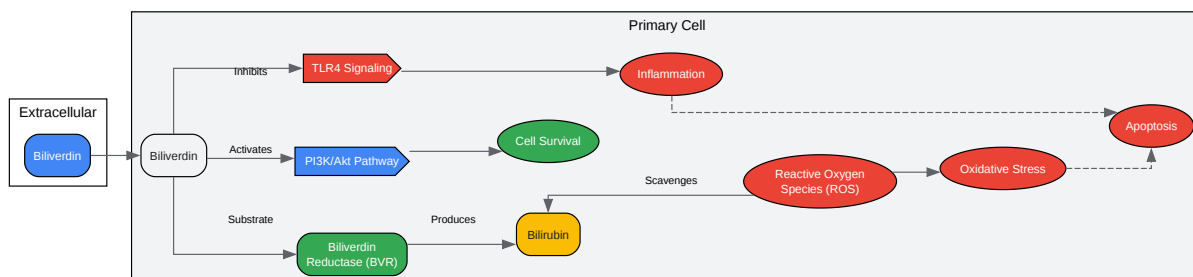 Primary Cell
Extracellular
Biliverdin
Biliverdin
Inhibits
TLR4 Signaling
Inflammation
Apoptosis
Activates
PI3K/Akt Pathway
Cell Survival
Substrate
Biliverdin
Reductase (BVR)
Produces
Bilirubin
Scavenges
Reactive Oxygen
Species (ROS)
Oxidative Stress